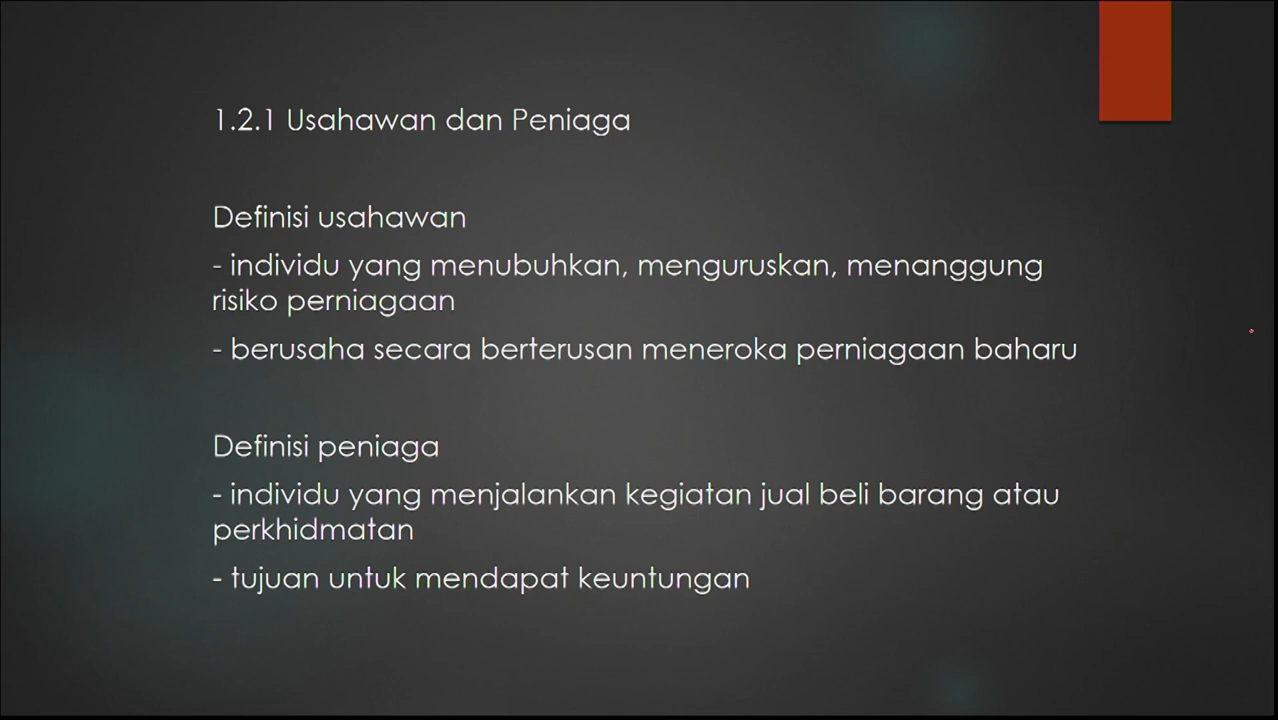 1.2.1 Usahawan dan Peniaga
Definisi usahawan
- individu yang menubuhkan, menguruskan, menanggung
risiko perniagaan
- berusaha secara berterusan meneroka perniagaan baharu
Definisi peniaga
- individu yang menjalankan kegiatan jual beli barang atau
perkhidmatan
- tujuan untuk mendapat keuntungan